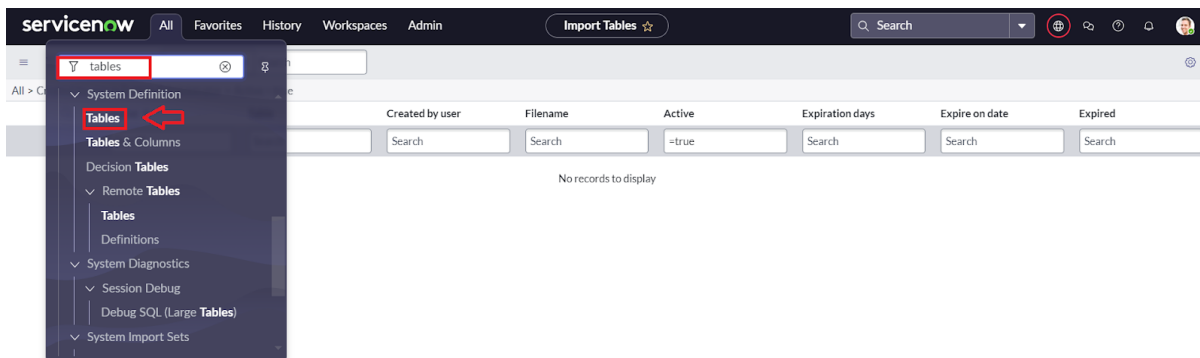 servicenow All Favorites History Workspaces Admin Import Tables Search
tables
All >
System Definition
Tables
Created by user Filename Active Expiration days Expire on date Expired
Tables & Columns
Search Search =true Search Search Search
Decision Tables
No records to display
Remote Tables
Tables
Definitions
System Diagnostics
Session Debug
Debug SQL (Large Tables)
System Import Sets